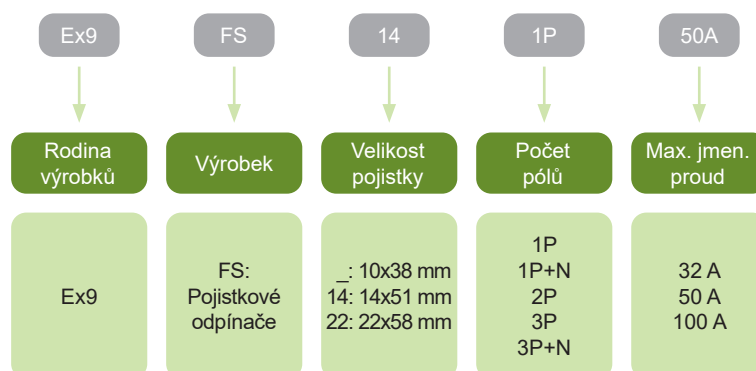 Ex9 FS 14 1P 50A
Rodina výrobků
Výrobek
Velikost pojistky
Počet pólů
Max. jmen. proud
Ex9
FS:
Pojistkové
odpínače
_: 10x38 mm
14: 14x51 mm
22: 22x58 mm
1P
1P+N
2P
3P
3P+N
32 A
50 A
100 A